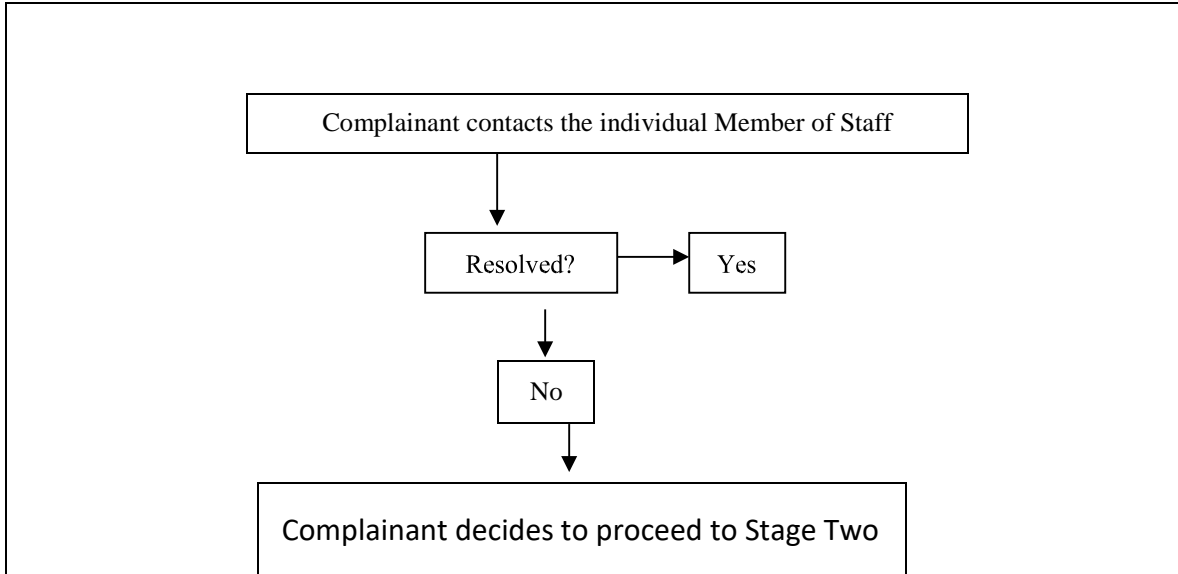 Complainant contacts the individual Member of Staff
Resolved?
Yes
No
Complainant decides to proceed to Stage Two